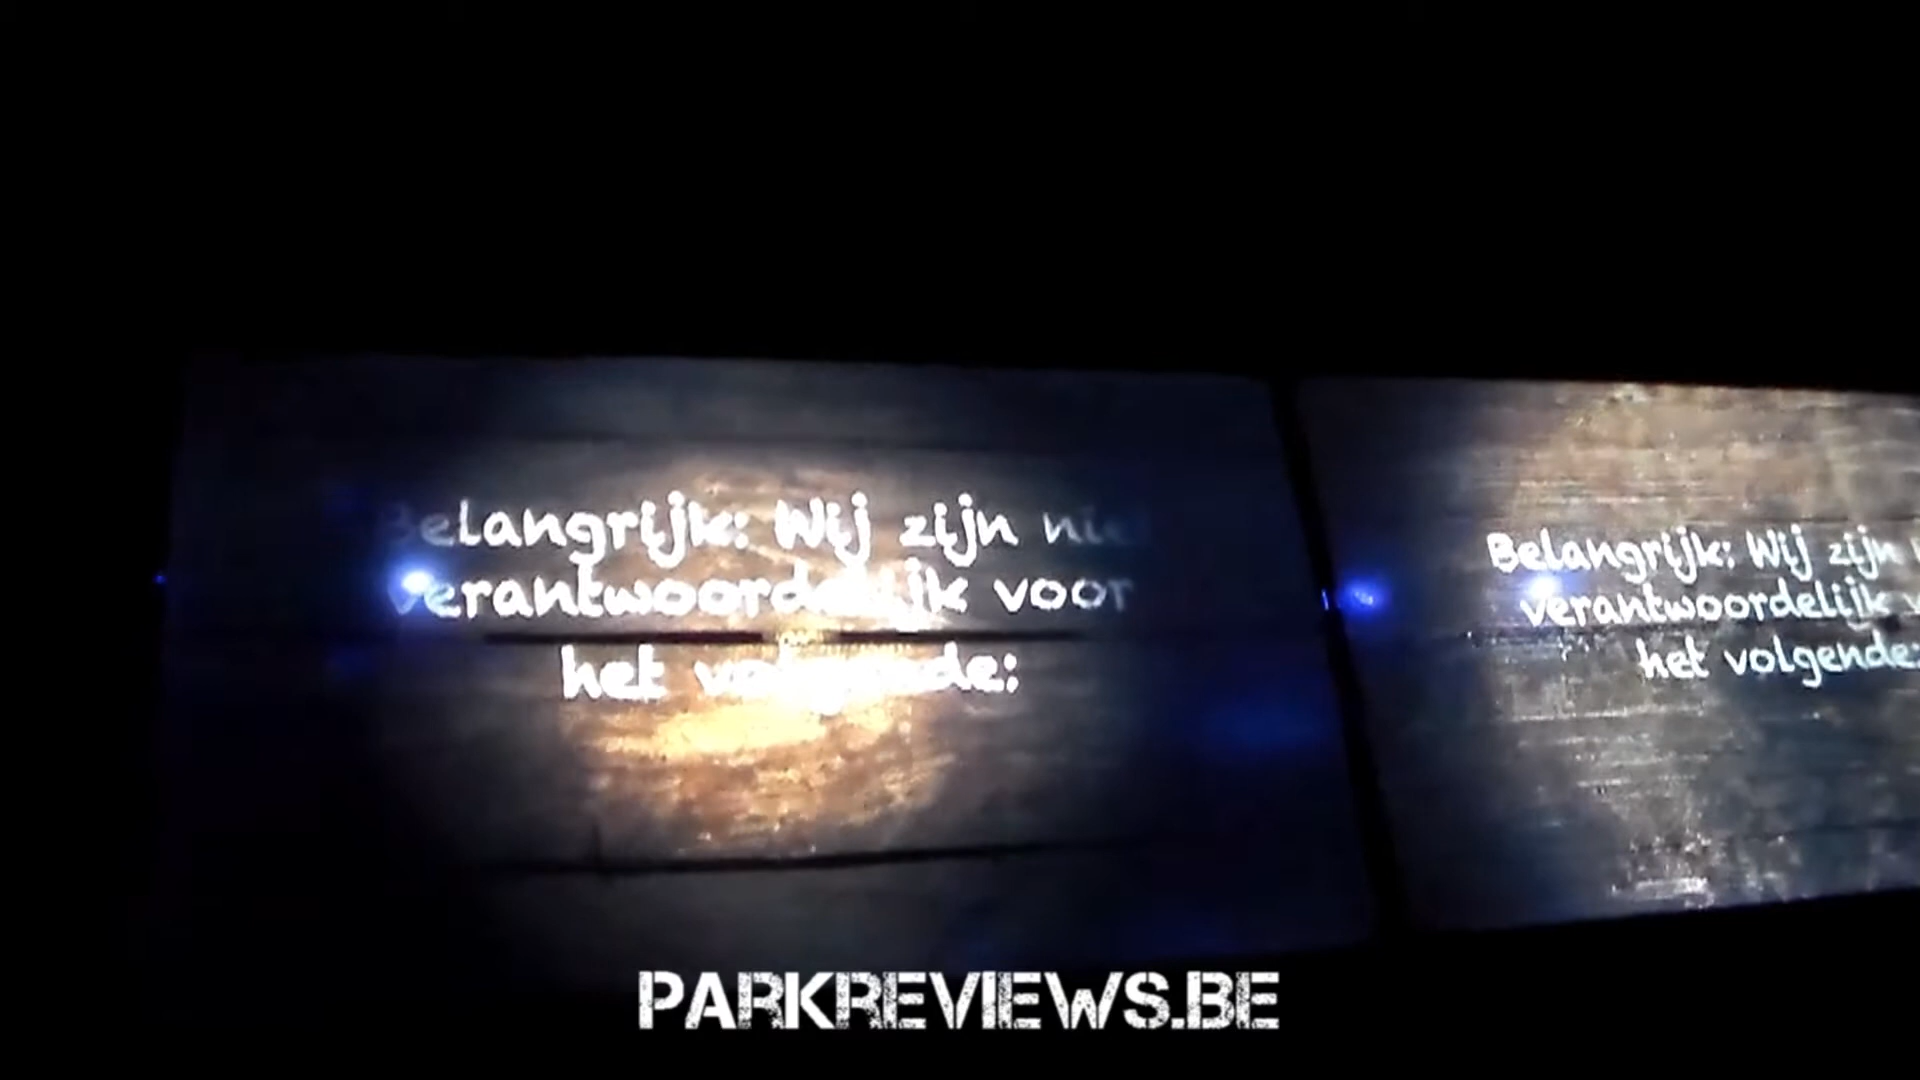 Belangrijk: Wij zijn
verantwoordelijk voor
het volgende:
Belangrijk: Wij zijn
verantwoordelijk
het volgende:
PARKREVIEWS.BE